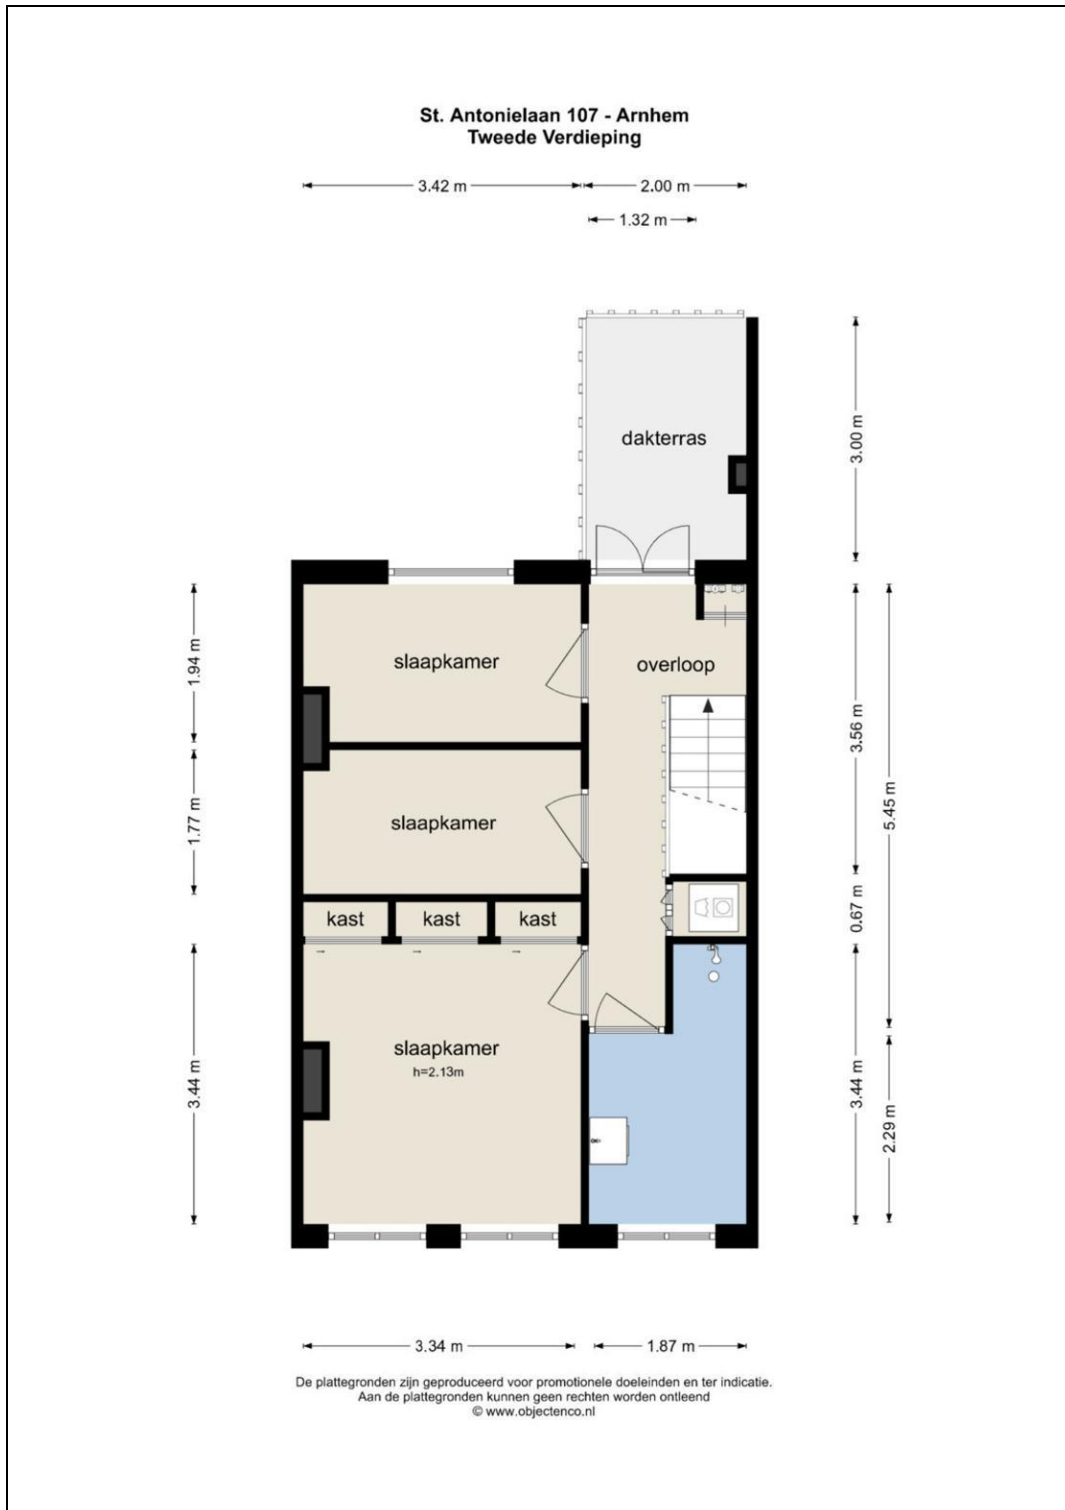 St. Antonielaan 107 - Arnhem
Tweede Verdieping
3.42 m
2.00 m
1.32 m
dakterras
3.00 m
slaapkamer
overloop
1.94 m
3.56 m
slaapkamer
1.77 m
5.45 m
kast
kast
kast
0.67 m
slaapkamer
h=2.13m
3.44 m
3.44 m
2.29 m
3.34 m
1.87 m
De plattegronden zijn geproduceerd voor promotionele doeleinden en ter indicatie.
Aan de plattegronden kunnen geen rechten worden ontleend
© www.objectenco.nl